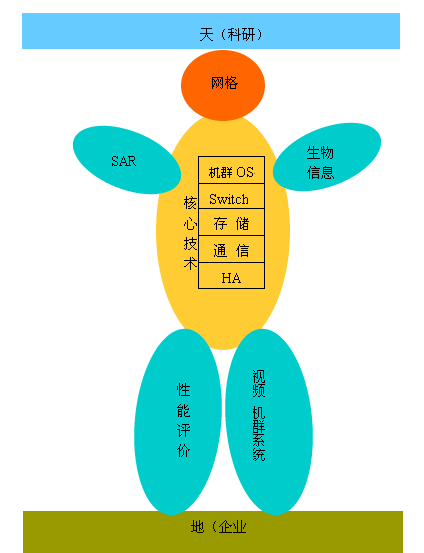 天（科研）
网格
SAR
生物
信息
核心技术
机群 OS
Switch
存 储
通 信
HA
性能评价
视频 机群系统
地（企业